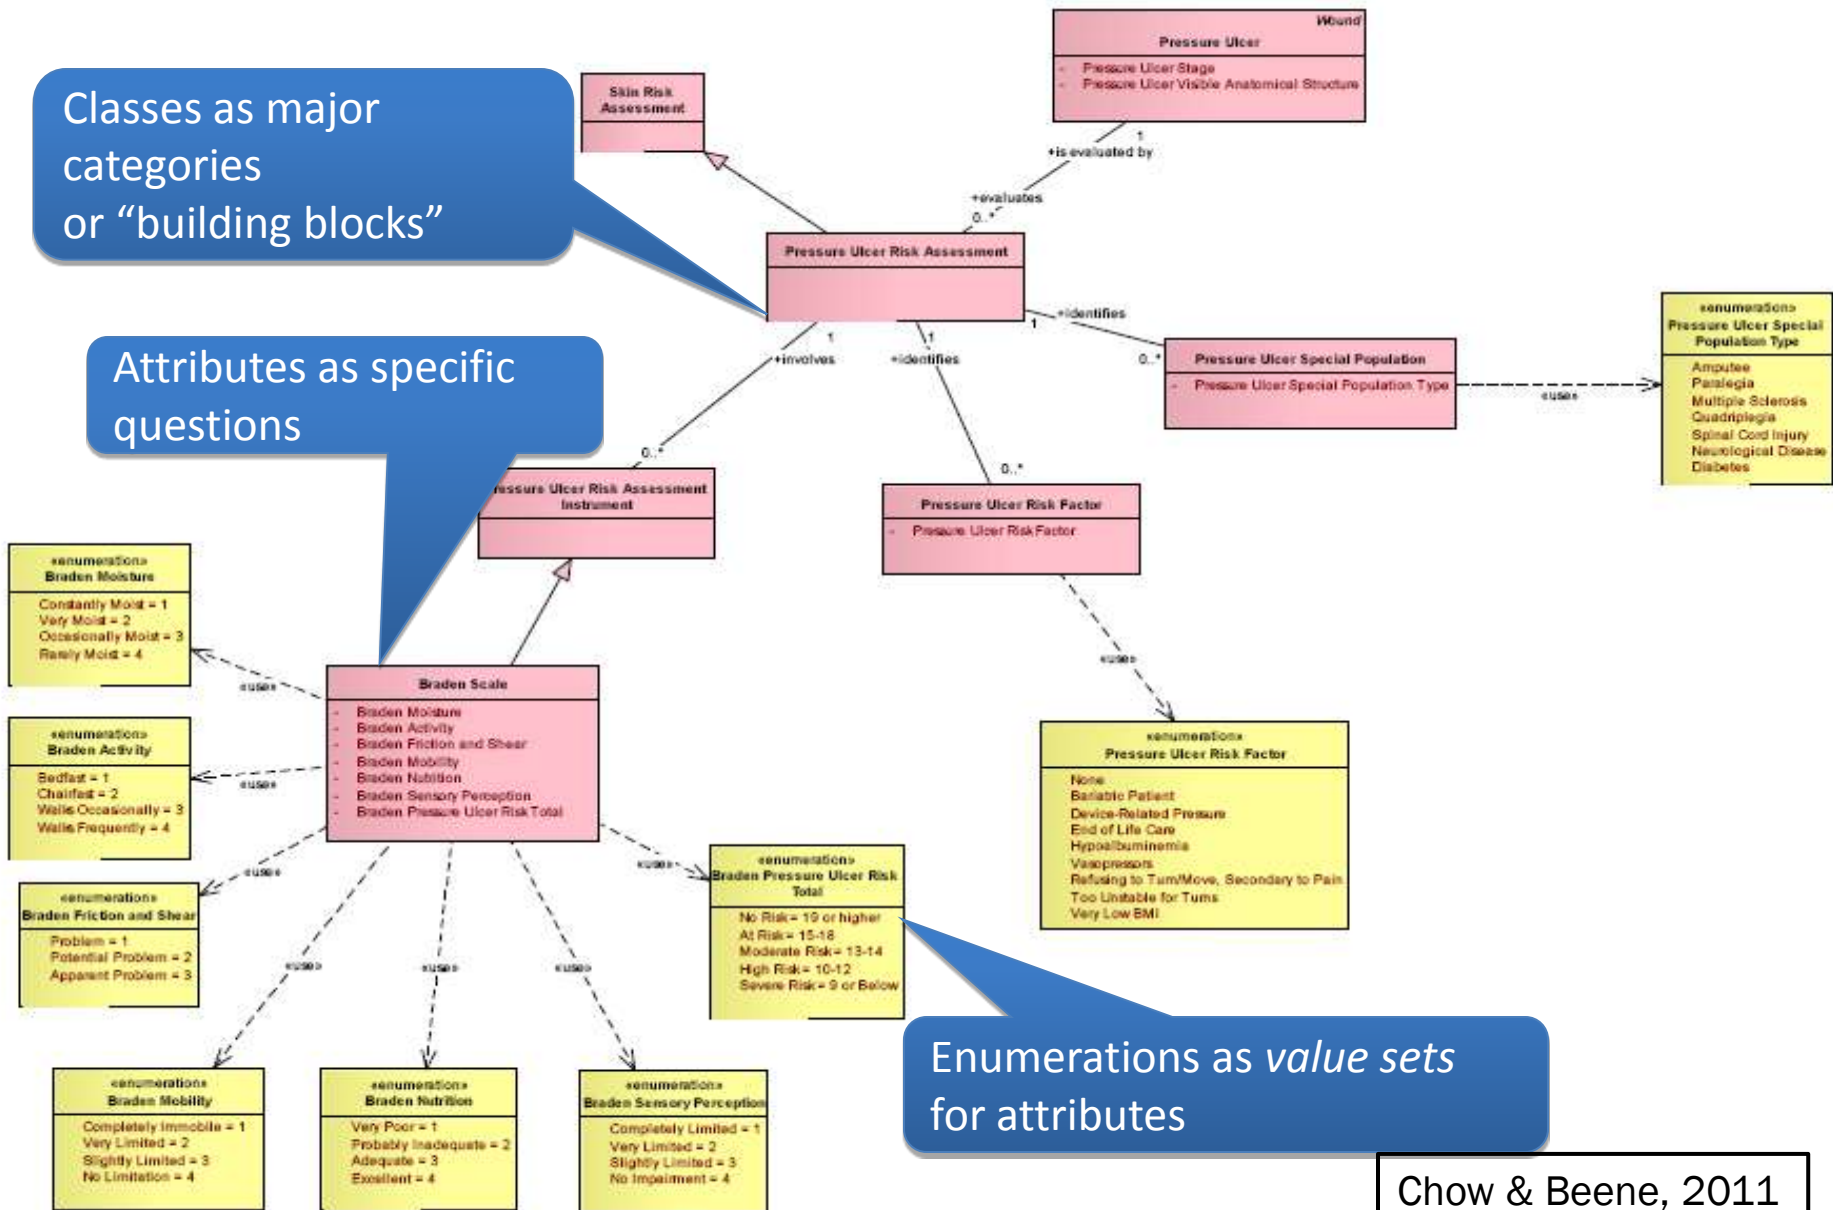 Wound
Pressure Ulcer
- Pressure Ulcer Stage
- Pressure Ulcer Visible Anatomical Structure
Classes as major
categories
or “building blocks”
Skin Risk
Assessment
1
+is evaluated by
+evaluates
0..*
Pressure Ulcer Risk Assessment
1
+involves
0..*
1
+identifies
0..*
+identifies
1
0..*
Pressure Ulcer Special Population
- Pressure Ulcer Special Population Type
«use»
«enumeration»
Pressure Ulcer Special
Population Type
Amputee
Paralegia
Multiple Sclerosis
Quadriplegia
Spinal Cord Injury
Neurological Disease
Diabetes
Attributes as specific
questions
ressure Ulcer Risk Assessment
Instrument
Pressure Ulcer Risk Factor
- Pressure Ulcer Risk Factor
«use»
«enumeration»
Pressure Ulcer Risk Factor
None
Bariatric Patient
Device-Related Pressure
End of Life Care
Hypoalbuminemia
Vasopressors
Refusing to Turn/Move, Secondary to Pain
Too Unstable for Turns
Very Low BMI
«enumeration»
Braden Moisture
Constantly Moist = 1
Very Moist = 2
Occasionally Moist = 3
Rarely Moist = 4
«use»
Braden Scale
- Braden Moisture
- Braden Activity
- Braden Friction and Shear
- Braden Mobility
- Braden Nutrition
- Braden Sensory Perception
- Braden Pressure Ulcer Risk Total
«enumeration»
Braden Activity
Bedfast = 1
Chairfast = 2
Walks Occasionally = 3
Walks Frequently = 4
«use»
«enumeration»
Braden Friction and Shear
Problem = 1
Potential Problem = 2
Apparent Problem = 3
«use»
«use»
«enumeration»
Braden Pressure Ulcer Risk
Total
No Risk = 19 or higher
At Risk = 15-18
Moderate Risk = 13-14
High Risk = 10-12
Severe Risk = 9 or Below
«use»
«use»
«use»
«enumeration»
Braden Mobility
Completely Immobile = 1
Very Limited = 2
Slightly Limited = 3
No Limitation = 4
«enumeration»
Braden Nutrition
Very Poor = 1
Probably Inadequate = 2
Adequate = 3
Excellent = 4
«enumeration»
Braden Sensory Perception
Completely Limited = 1
Very Limited = 2
Slightly Limited = 3
No Impairment = 4
Enumerations as value sets
for attributes
Chow & Beene, 2011